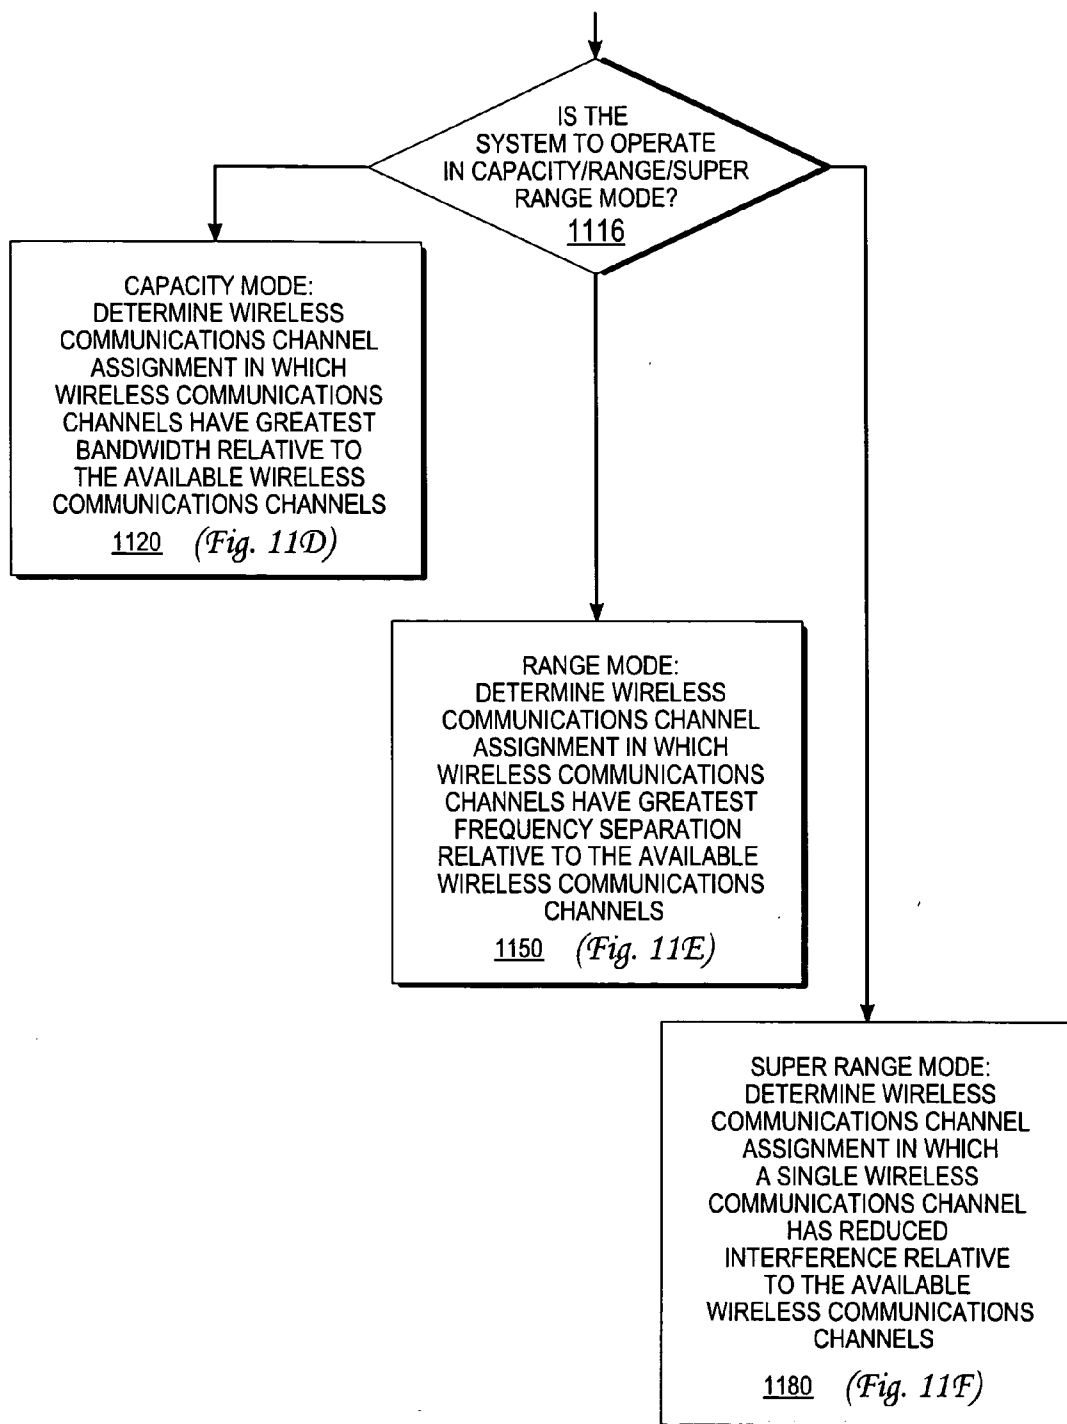 IS THE
SYSTEM TO OPERATE
IN CAPACITY/RANGE/SUPER
RANGE MODE?
1116
CAPACITY MODE:
DETERMINE WIRELESS
COMMUNICATIONS CHANNEL
ASSIGNMENT IN WHICH
WIRELESS COMMUNICATIONS
CHANNELS HAVE GREATEST
BANDWIDTH RELATIVE TO
THE AVAILABLE WIRELESS
COMMUNICATIONS CHANNELS
1120 (Fig. 11D)
RANGE MODE:
DETERMINE WIRELESS
COMMUNICATIONS CHANNEL
ASSIGNMENT IN WHICH
WIRELESS COMMUNICATIONS
CHANNELS HAVE GREATEST
FREQUENCY SEPARATION
RELATIVE TO THE AVAILABLE
WIRELESS COMMUNICATIONS
CHANNELS
1150 (Fig. 11E)
SUPER RANGE MODE:
DETERMINE WIRELESS
COMMUNICATIONS CHANNEL
ASSIGNMENT IN WHICH
A SINGLE WIRELESS
COMMUNICATIONS CHANNEL
HAS REDUCED
INTERFERENCE RELATIVE
TO THE AVAILABLE
WIRELESS COMMUNICATIONS
CHANNELS
1180 (Fig. 11F)